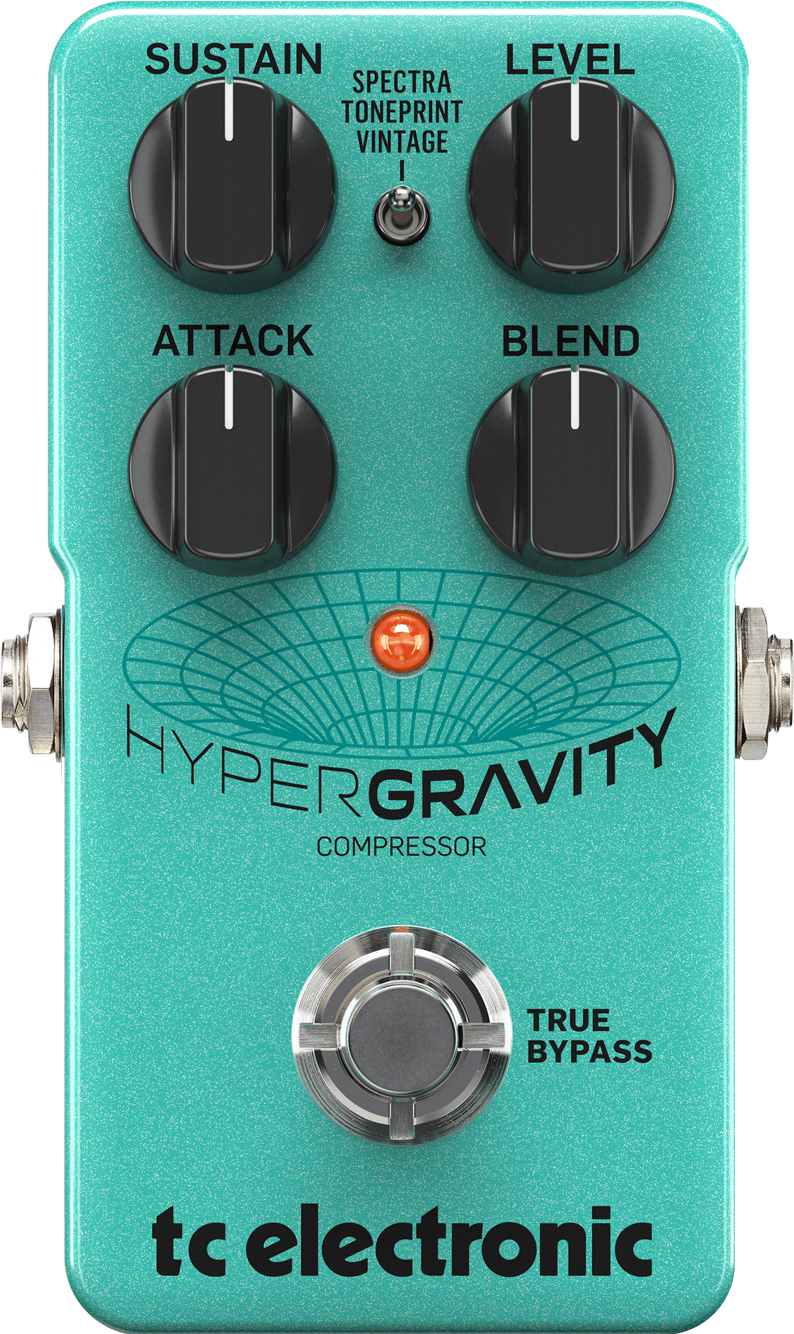 SUSTAIN
LEVEL
SPECTRA
TONEPRINT
VINTAGE
ATTACK
BLEND
HYPERGRAVITY
COMPRESSOR
TRUE
BYPASS
tc electronic